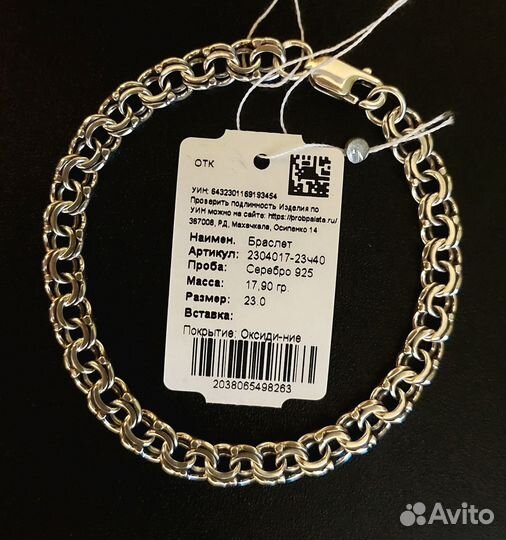 ОТК
УИН: 6432301169193454
Проверить подлинность Изделия по
УИН можно на сайте: https://probpalata.ru/
367008, РД, Махачкала, Осипенко 14
Наимен. Браслет
Артикул: 2304017-23ч40
Проба: Серебро 925
Масса: 17,90 гр.
Размер: 23.0
Вставка:
Покрытие: Оксиди-ние
2038065498263
Avito